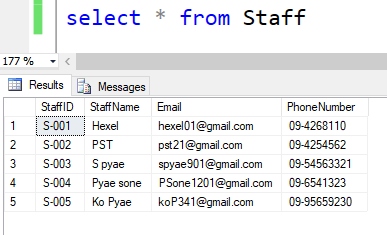 select * from Staff
177 %
Results Messages
StaffID StaffName Email PhoneNumber
1 S-001 Hexel hexel01@gmail.com 09-4268110
2 S-002 PST pst21@gmail.com 09-4254562
3 S-003 S pyae spyae901@gmail.com 09-54563321
4 S-004 Pyae sone PSone1201@gmail.com 09-6541323
5 S-005 Ko Pyae koP341@gmail.com 09-95659230